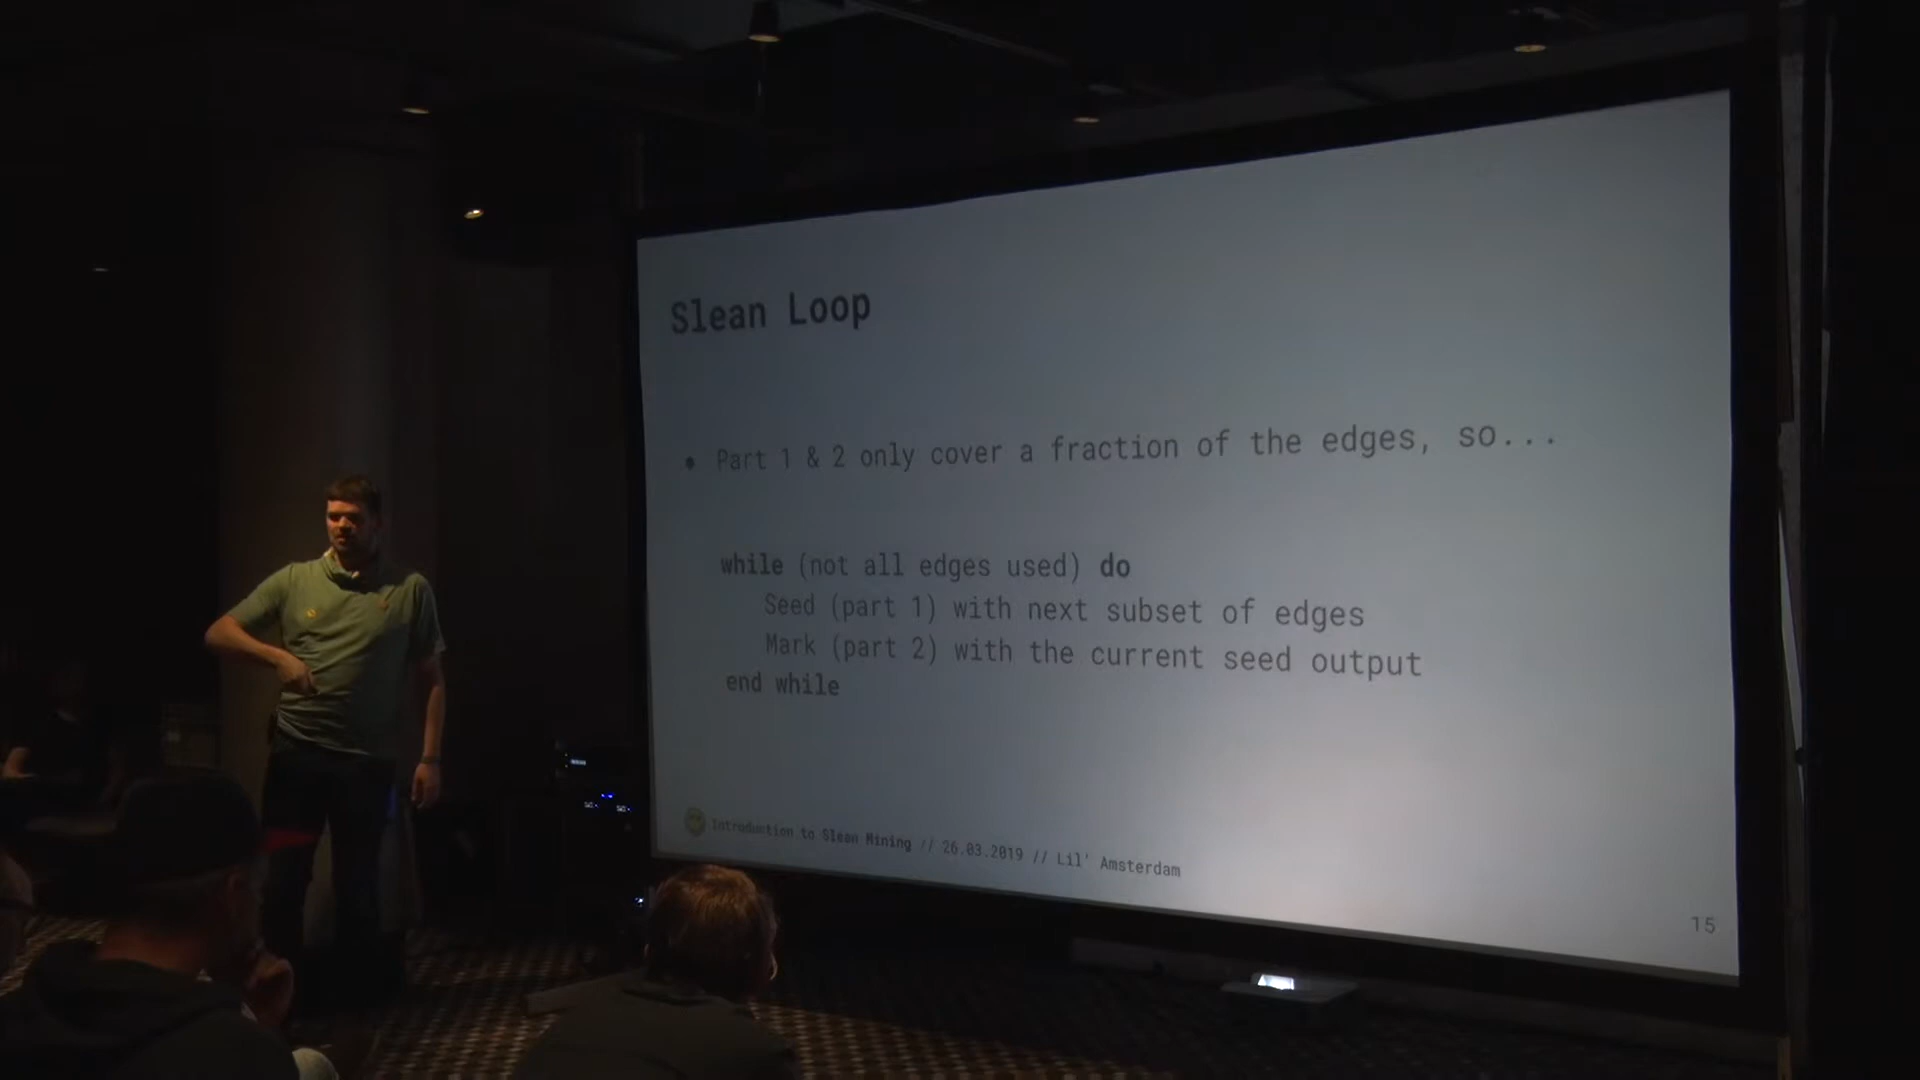 Slean Loop
Part 1 & 2 only cover a fraction of the edges, so...
while (not all edges used) do
Seed (part 1) with next subset of edges
Mark (part 2) with the current seed output
end while
Introduction to Slean Mining // 26.03.2019 // Lil' Amsterdam
15